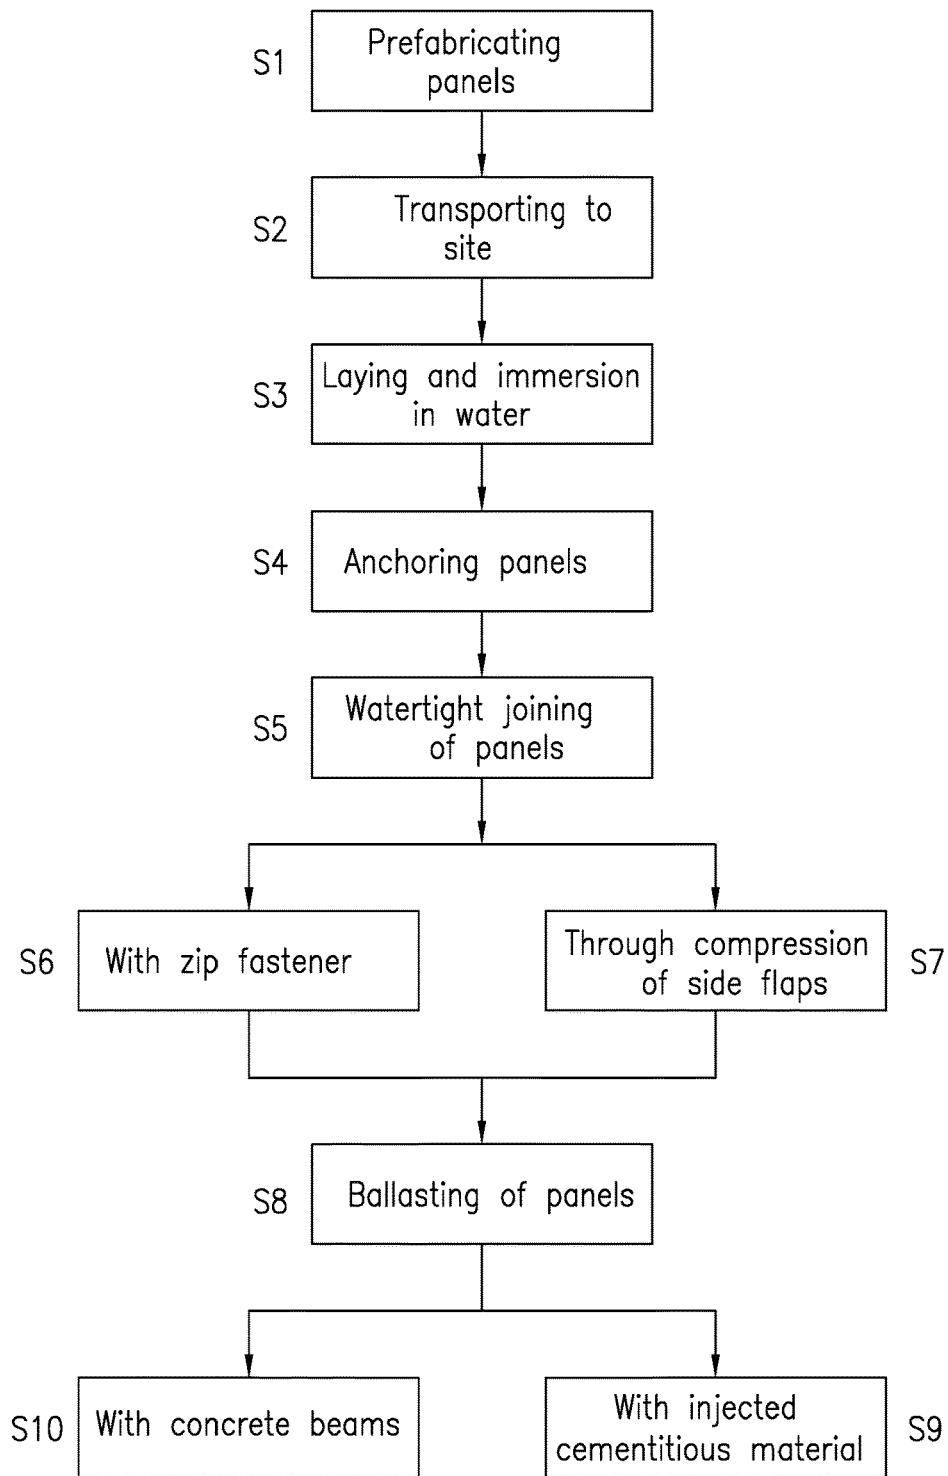 S1
Prefabricating
panels
S2
Transporting to
site
S3
Laying and immersion
in water
S4
Anchoring panels
S5
Watertight joining
of panels
S6
With zip fastener
Through compression
of side flaps
S7
S8
Ballasting of panels
S10
With concrete beams
With injected
cementitious material
S9